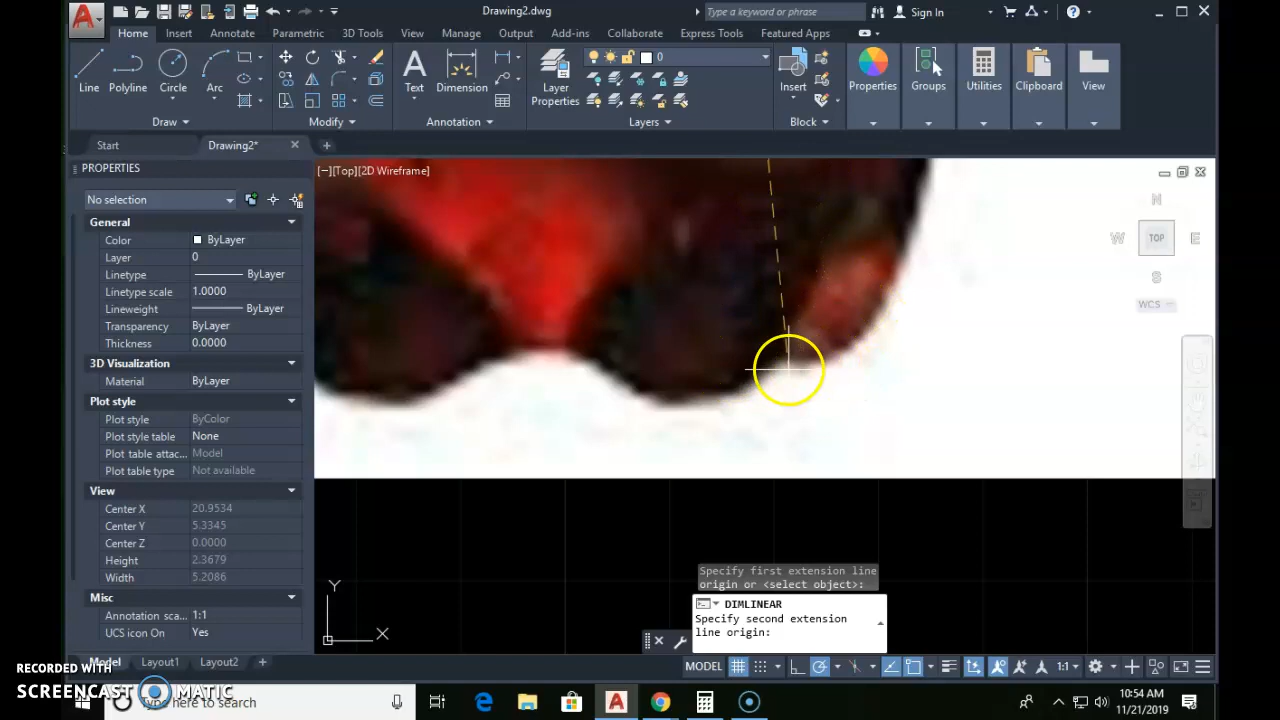 Drawing2.dwg
Type a keyword or phrase
Sign In
Home Insert Annotate Parametric 3D Tools View Manage Output Add-ins Collaborate Express Tools Featured Apps
Line Polyline Circle Arc
Text Dimension
Layer Properties
0
Insert
Properties Groups Utilities Clipboard View
Draw Modify Annotation Layers Block
Start Drawing2*
PROPERTIES
[−][Top][2D Wireframe]
No selection
General
Color ByLayer
Layer 0
Linetype ByLayer
Linetype scale 1.0000
Lineweight ByLayer
Transparency ByLayer
Thickness 0.0000
3D Visualization
Material ByLayer
Plot style
Plot style ByColor
Plot style table None
Plot table attac... Model
Plot table type Not available
View
Center X 20.9534
Center Y 5.3345
Center Z 0.0000
Height 2.3679
Width 5.2086
Misc
Annotation sca... 1:1
UCS icon On Yes
N
W TOP E
S
WCS
Y
X
Specify first extension line
origin or <select object>:
DIMLINEAR
Specify second extension
line origin:
Model Layout1 Layout2
MODEL
1:1
RECORDED WITH
SCREENCAST MATIC
Type here to search
10:54 AM
11/21/2019